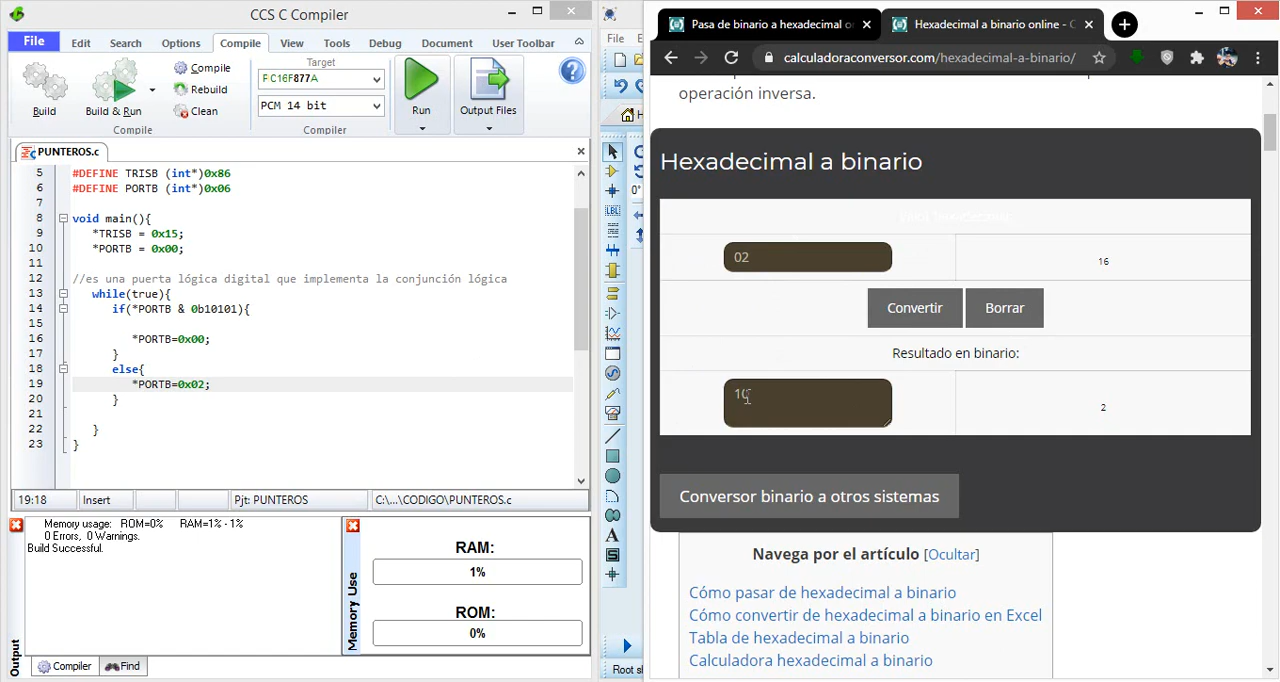 CCS C Compiler
File Edit Search Options Compile View Tools Debug Document User Toolbar
Build
Build & Run
Compile
Rebuild
Clean
Compile
Target
PCM 14 bit
Compiler
Run
Output Files
PUNTEROS.c
5 #DEFINE TRISB (int*)0x86
6 #DEFINE PORTB (int*)0x06
7
8 void main(){
9 *TRISB = 0x15;
10 *PORTB = 0x00;
11
12 //es una puerta lógica digital que implementa la conjunción lógica
13 while(true){
14 if(*PORTB & 0b10101){
15
16 *PORTB=0x00;
17 }
18 else{
19 *PORTB=0x02;
20 }
21
22 }
23 }
19:18 Insert Pjt: PUNTEROS C:\...\CODIGO\PUNTEROS.c
Output
Memory usage: ROM=0% RAM=1% - 1%
0 Errors, 0 Warnings.
Build Successful.
Compiler Find
Memory Use
RAM:
1%
ROM:
0%
File
LBL
0°
A
S
Pasa de binario a hexadecimal
Hexadecimal a binario online - C
calculadoraconversor.com/hexadecimal-a-binario/
operación inversa.
Hexadecimal a binario
02 16
Convertir Borrar
Resultado en binario:
10 2
Conversor binario a otros sistemas
Navega por el artículo [Ocultar]
Cómo pasar de hexadecimal a binario
Cómo convertir de hexadecimal a binario en Excel
Tabla de hexadecimal a binario
Calculadora hexadecimal a binario